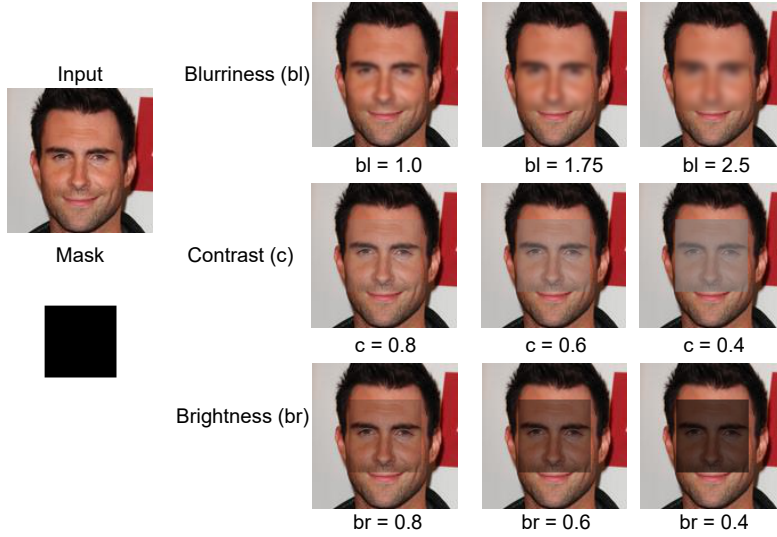 Input
Blurriness (bl)
bl = 1.0
bl = 1.75
bl = 2.5
Mask
Contrast (c)
c = 0.8
c = 0.6
c = 0.4
Brightness (br)
br = 0.8
br = 0.6
br = 0.4